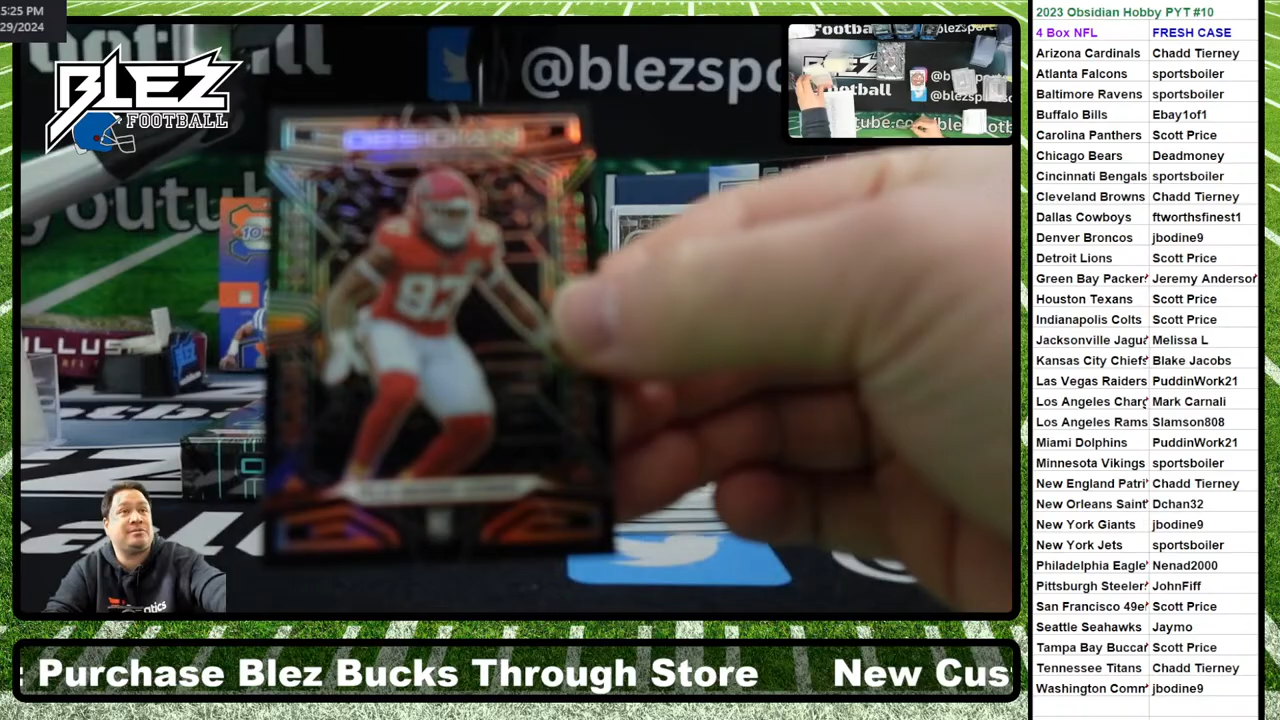 5:25 PM
29/2024
BLEZ
FOOTBALL
@blezspo
youtu
Purchase Blez Bucks Through Store New Cus
2023 Obsidian Hobby PYT #10
4 Box NFL FRESH CASE
Arizona Cardinals Chadd Tierney
Atlanta Falcons sportsboiler
Baltimore Ravens sportsboiler
Buffalo Bills Ebay1of1
Carolina Panthers Scott Price
Chicago Bears Deadmoney
Cincinnati Bengals sportsboiler
Cleveland Browns Chadd Tierney
Dallas Cowboys ftworthsfinest1
Denver Broncos jbodine9
Detroit Lions Scott Price
Green Bay Packer Jeremy Anderson
Houston Texans Scott Price
Indianapolis Colts Scott Price
Jacksonville Jagu Melissa L
Kansas City Chiefs Blake Jacobs
Las Vegas Raiders PuddinWork21
Los Angeles Charg Mark Carnali
Los Angeles Rams Slamson808
Miami Dolphins PuddinWork21
Minnesota Vikings sportsboiler
New England Patri Chadd Tierney
New Orleans Saint Dchan32
New York Giants jbodine9
New York Jets sportsboiler
Philadelphia Eagle Nenad2000
Pittsburgh Steeler JohnFiff
San Francisco 49e Scott Price
Seattle Seahawks Jaymo
Tampa Bay Buccar Scott Price
Tennessee Titans Chadd Tierney
Washington Comm jbodine9